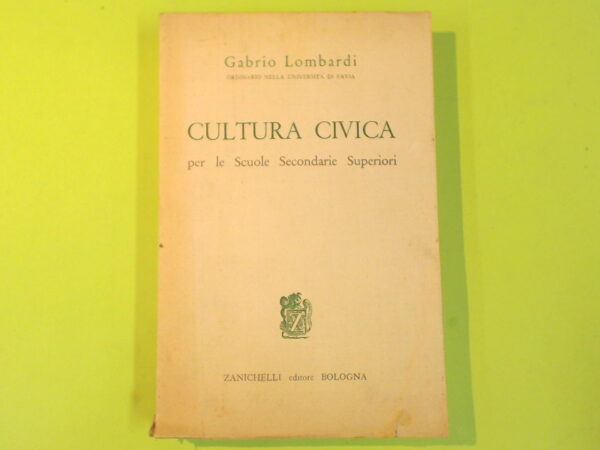 Gabrio Lombardi
ORDINARIO NELLA UNIVERSITÀ DI PAVIA
CULTURA CIVICA
per le Scuole Secondarie Superiori
Z
ZANICHELLI editore BOLOGNA